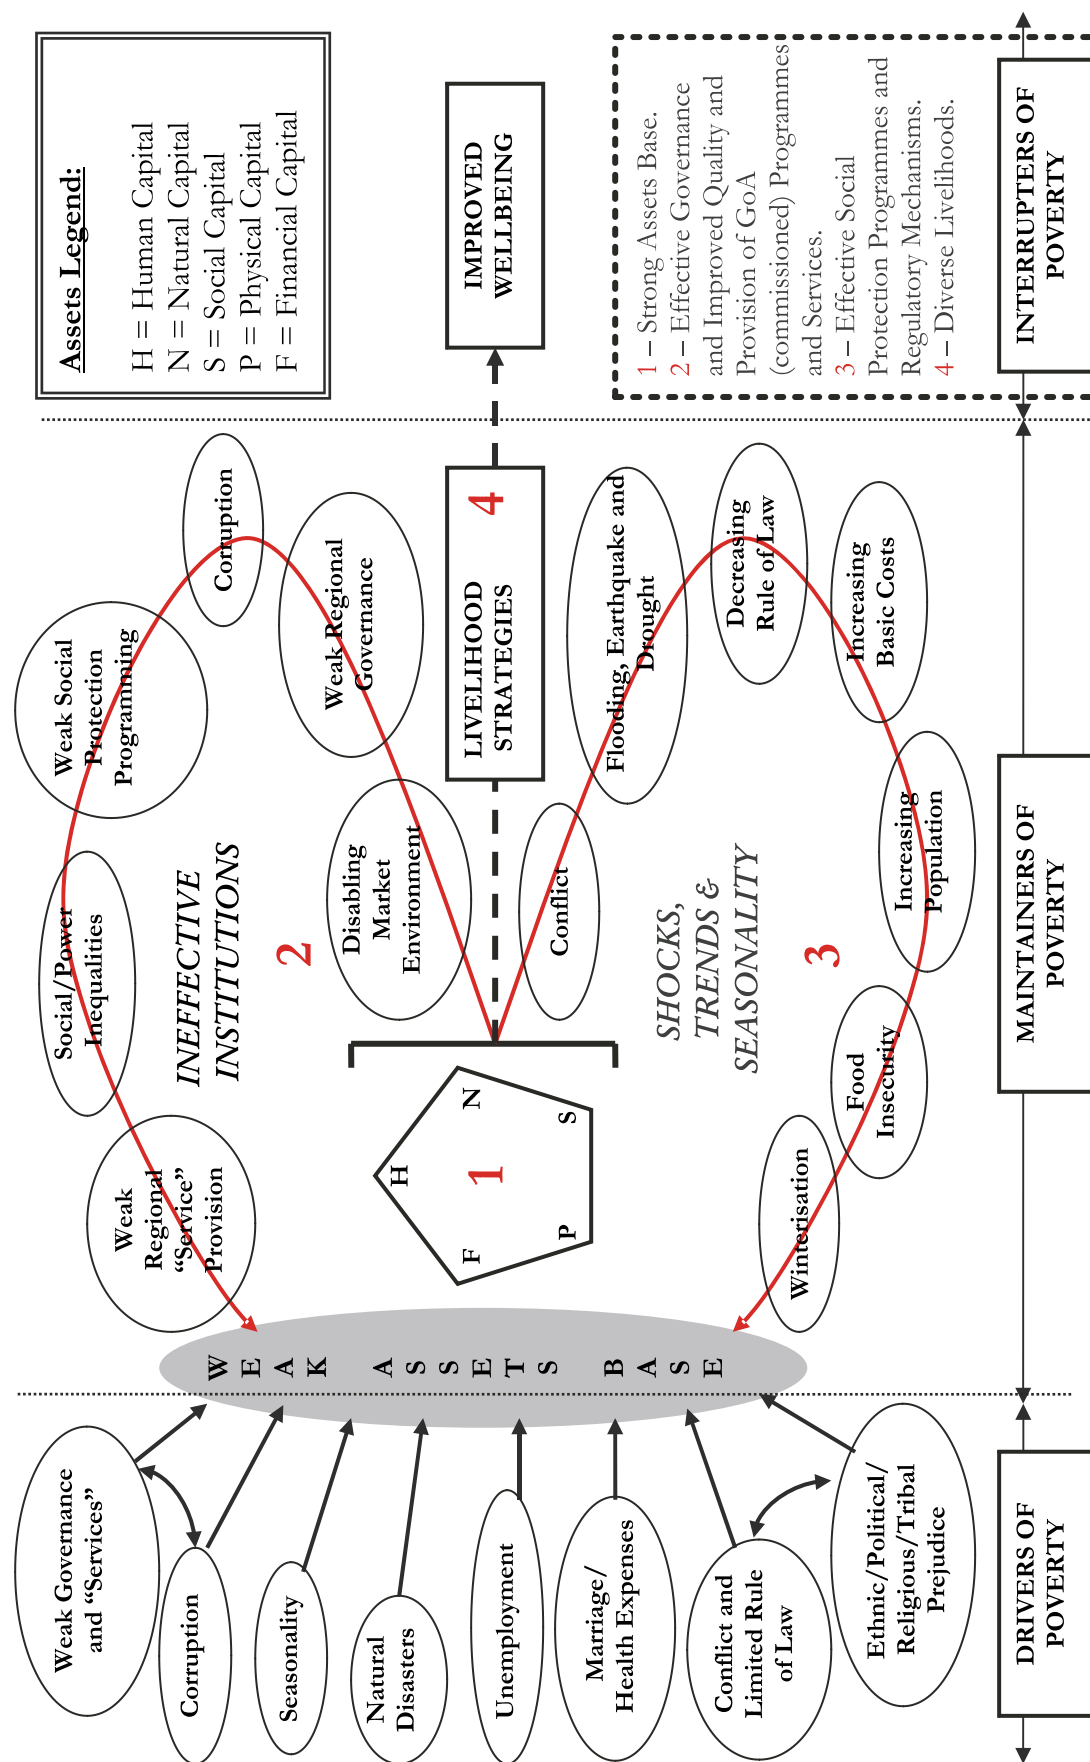 Weak Governance
and “Services”
Corruption
Seasonality
Natural
Disasters
Unemployment
Marriage/
Health Expenses
Conflict and
Limited Rule
of Law
Ethnic/Political/
Religious/Tribal
Prejudice
DRIVERS OF
POVERTY
WEAK ASSETS BASE
Weak
Regional
“Service”
Provision
Social/Power
Inequalities
Weak Social
Protection
Programming
Corruption
Weak Regional
Governance
Disabling
Market
Environment
INEFFECTIVE
INSTITUTIONS
2
H
F
N
1
P
S
LIVELIHOOD
STRATEGIES
4
Conflict
Flooding, Earthquake and
Drought
Decreasing
Rule of Law
Increasing
Basic Costs
Increasing
Population
Food
Insecurity
Winterisation
SHOCKS,
TRENDS &
SEASONALITY
3
MAINTAINERS OF
POVERTY
Assets Legend:
H = Human Capital
N = Natural Capital
S = Social Capital
P = Physical Capital
F = Financial Capital
IMPROVED
WELLBEING
1 – Strong Assets Base.
2 – Effective Governance
and Improved Quality and
Provision of GoA
(commissioned) Programmes
and Services.
3 – Effective Social
Protection Programmes and
Regulatory Mechanisms.
4 – Diverse Livelihoods.
INTERRUPTERS OF
POVERTY